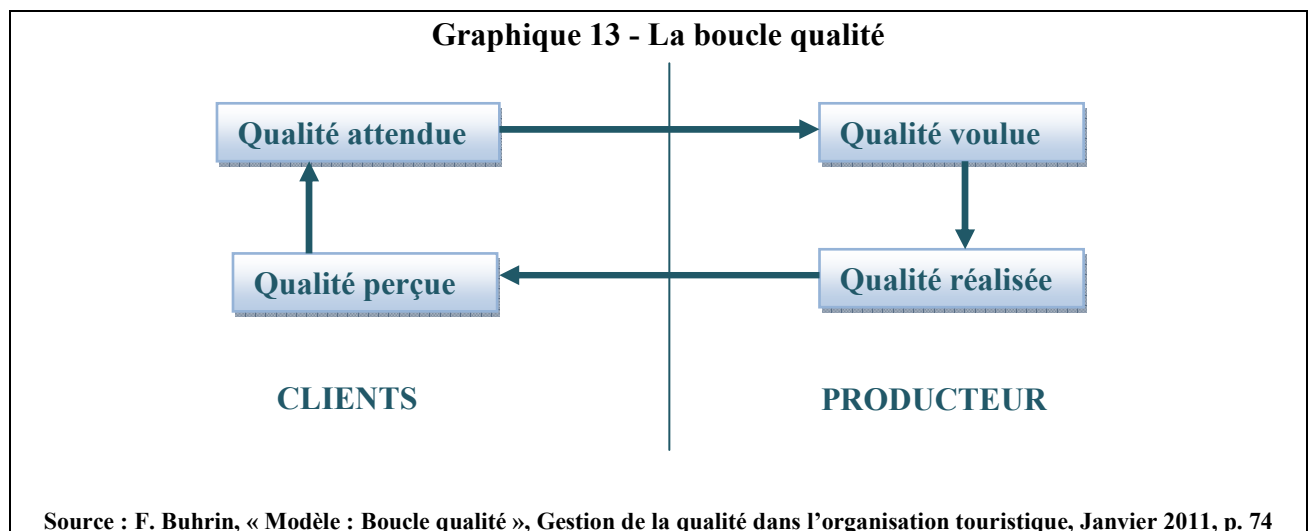 Graphique 13 - La boucle qualité
Qualité attendue
Qualité voulue
Qualité perçue
Qualité réalisée
CLIENTS
PRODUCTEUR
Source : F. Buhrin, « Modèle : Boucle qualité », Gestion de la qualité dans l’organisation touristique, Janvier 2011, p. 74